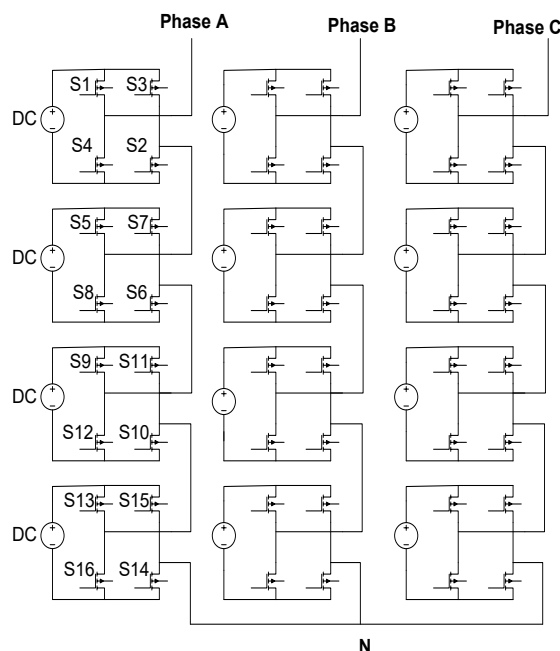 Phase A Phase B Phase C
S1 S3
DC
S4 S2
S5 S7
DC
S8 S6
S9 S11
DC
S12 S10
S13 S15
DC
S16 S14
N